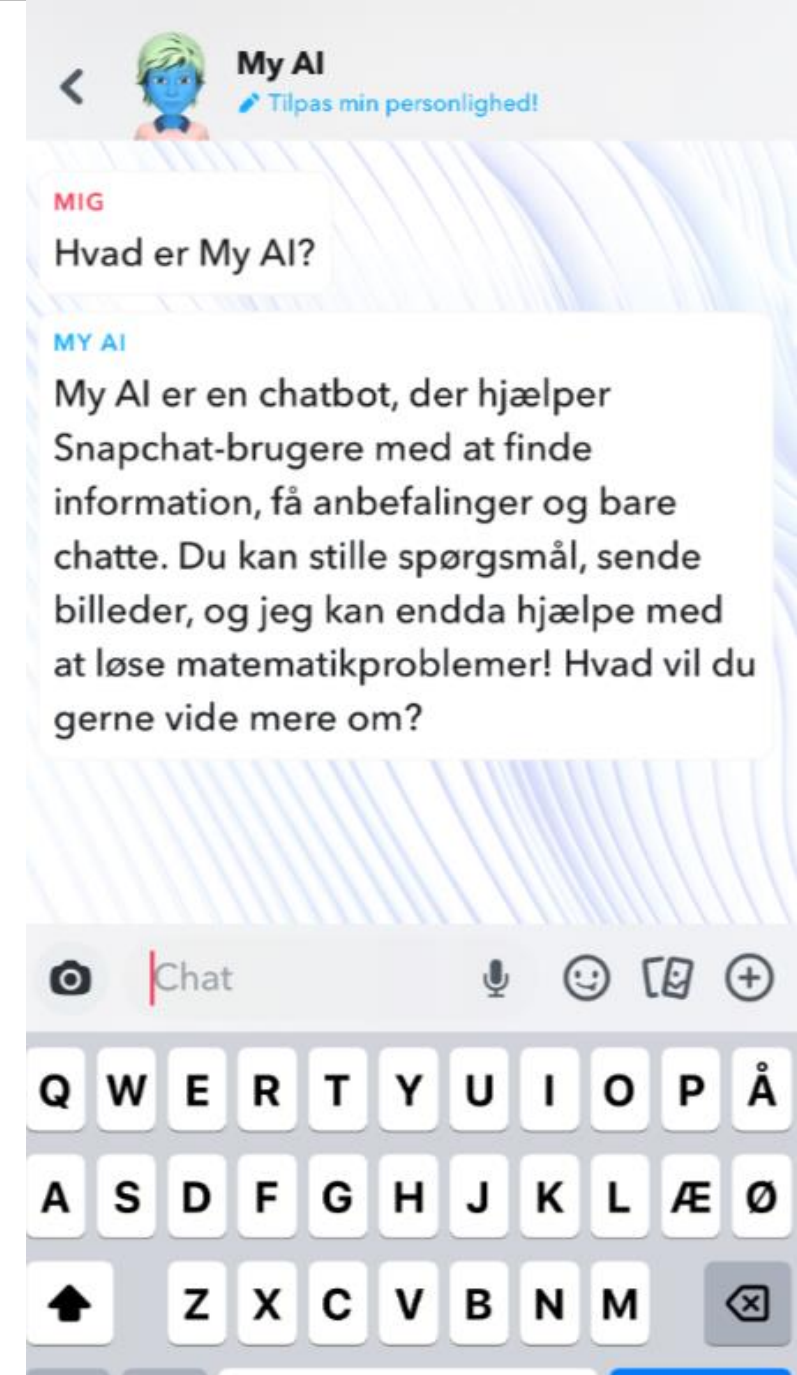 My AI
Tilpas min personlighed!
MIG
Hvad er My AI?
MY AI
My AI er en chatbot, der hjælper
Snapchat-brugere med at finde
information, få anbefalinger og bare
chatte. Du kan stille spørgsmål, sende
billeder, og jeg kan endda hjælpe med
at løse matematikproblemer! Hvad vil du
gerne vide mere om?
Chat
Q W E R T Y U I O P Å
A S D F G H J K L Æ Ø
Z X C V B N M